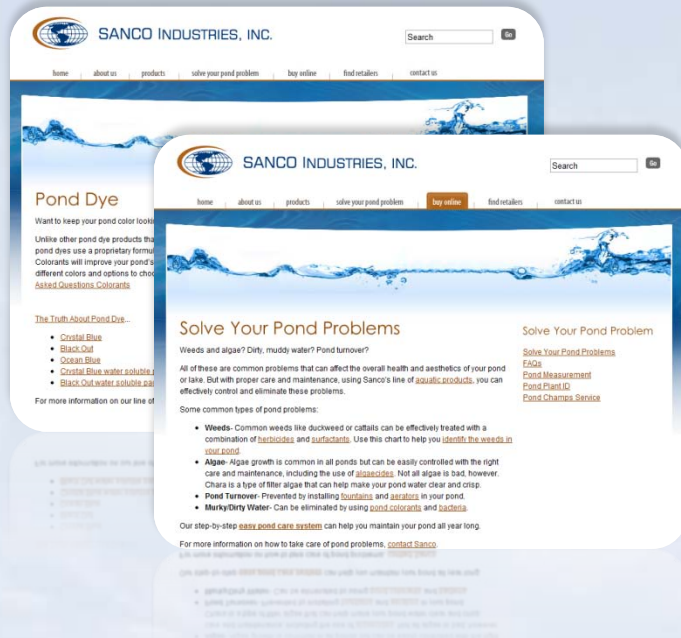 SANCO INDUSTRIES, INC.
Search Go
home about us products solve your pond problem buy online find retailers contact us
Pond Dye
Want to keep your pond color
Unlike other pond dye products
pond dyes use a proprietary
Colorants will improve your pond's
different colors and options to
Asked Questions Colorants
The Truth About Pond Dye...
Crystal Blue
Black Out
Ocean Blue
Crystal Blue water soluble
Black Out water soluble
For more information on our line of
SANCO INDUSTRIES, INC.
Search Go
home about us products solve your pond problem buy online find retailers contact us
Solve Your Pond Problems
Weeds and algae? Dirty, muddy water? Pond turnover?
All of these are common problems that can affect the overall health and aesthetics of your pond
or lake. But with proper care and maintenance, using Sanco's line of aquatic products, you can
effectively control and eliminate these problems.
Some common types of pond problems:
Weeds- Common weeds like duckweed or cattails can be effectively treated with a
combination of herbicides and surfactants. Use this chart to help you identify the weeds in
your pond.
Algae- Algae growth is common in all ponds but can be easily controlled with the right
care and maintenance, including the use of algaecides. Not all algae is bad, however.
Chara is a type of filter algae that can help make your pond water clear and crisp.
Pond Turnover- Prevented by installing fountains and aerators in your pond.
Murky/Dirty Water- Can be eliminated by using pond colorants and bacteria.
Our step-by-step easy pond care system can help you maintain your pond all year long.
For more information on how to take care of pond problems, contact Sanco.
Solve Your Pond Problem
Solve Your Pond Problems
FAQs
Pond Measurement
Pond Plant ID
Pond Champs Service